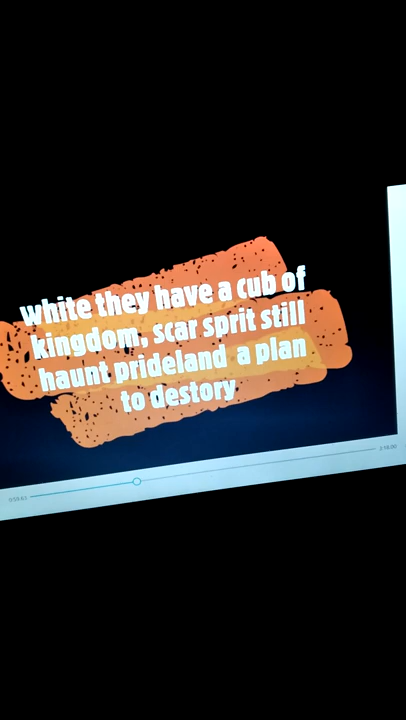 white they have a cub of
kingdom, scar sprit still
haunt prideland a plan
to destory